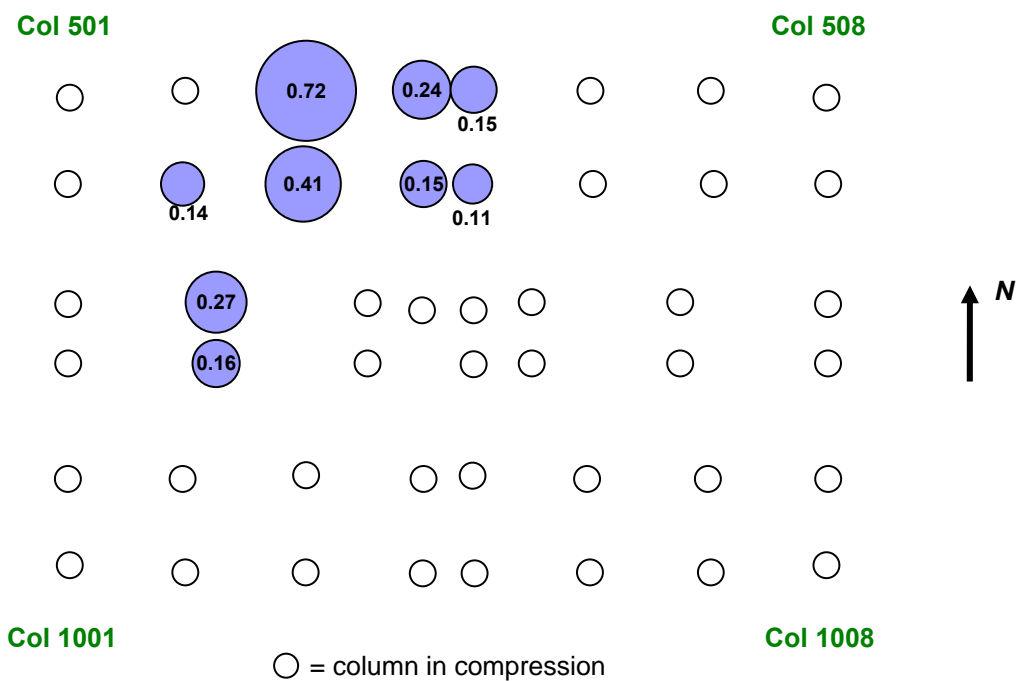 Col 501
Col 508
0.72
0.24
0.15
0.14
0.41
0.15
0.11
0.27
N
0.16
Col 1001
Col 1008
= column in compression